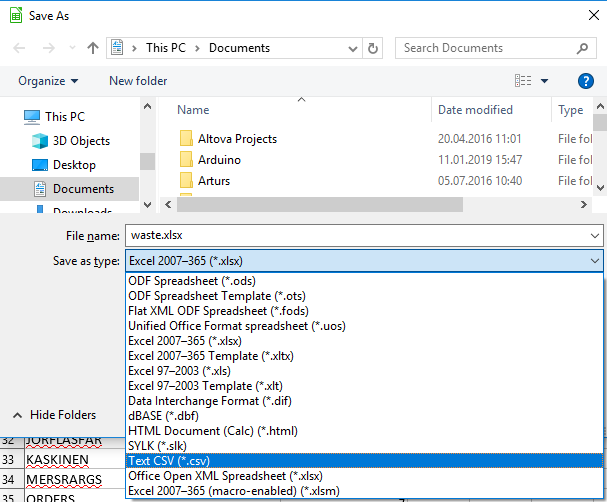 Save As
This PC > Documents
Search Documents
Organize
New folder
?
This PC
3D Objects
Desktop
Documents
Downloads
Name Date modified Type
Altova Projects 20.04.2016 11:01 File fol
Arduino 11.01.2019 15:47 File fol
Arturs 05.07.2016 10:40 File fol
File name: waste.xlsx
Save as type: Excel 2007–365 (*.xlsx)
ODF Spreadsheet (*.ods)
ODF Spreadsheet Template (*.ots)
Flat XML ODF Spreadsheet (*.fods)
Unified Office Format spreadsheet (*.uos)
Excel 2007–365 (*.xlsx)
Excel 2007–365 Template (*.xltx)
Excel 97–2003 (*.xls)
Excel 97–2003 Template (*.xlt)
Data Interchange Format (*.dif)
dBASE (*.dbf)
HTML Document (Calc) (*.html)
SYLK (*.slk)
Text CSV (*.csv)
Office Open XML Spreadsheet (*.xlsx)
Excel 2007–365 (macro-enabled) (*.xlsm)
Hide Folders
32 JORFLASFAR
33 KASKINEN
34 MERSRARGS
35 ORDERS